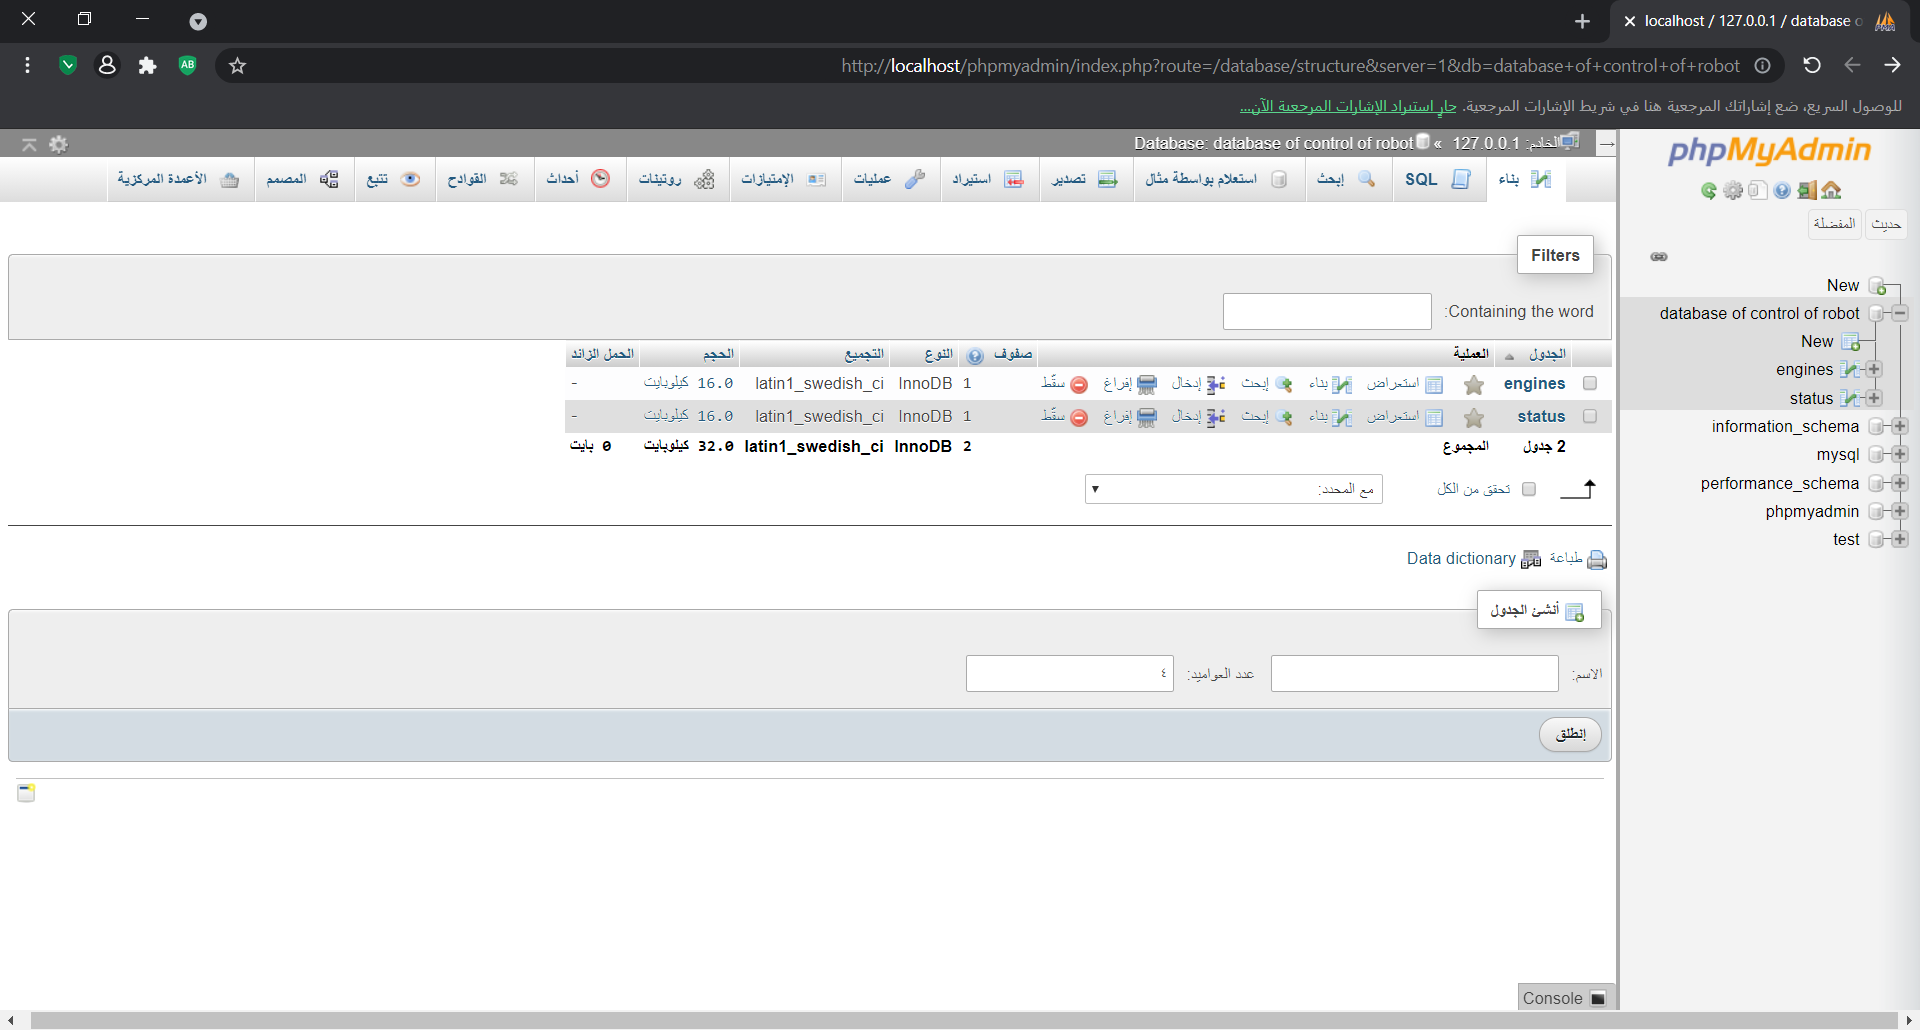 localhost / 127.0.0.1 / database o
http://localhost/phpmyadmin/index.php?route=/database/structure&server=1&db=database+of+control+of+robot
للوصول السريع، ضع إشاراتك المرجعية هنا في شريط الإشارات المرجعية. جارٍ استيراد الإشارات المرجعية الآن...
phpMyAdmin
حديث المفضلة
New
database of control of robot
New
engines
status
information_schema
mysql
performance_schema
phpmyadmin
test
الخادم: 127.0.0.1 » Database: database of control of robot
بناء SQL إبحث استعلام بواسطة مثال تصدير استيراد عمليات الإمتيازات روتينات أحداث القوادح تتبع المصمم الأعمدة المركزية
Filters
Containing the word:
الجدول العملية صفوف النوع التجميع الحجم الحمل الزائد
engines استعراض بناء إبحث إدخال إفراغ سقّط 1 InnoDB latin1_swedish_ci 16.0 كيلوبايت -
status استعراض بناء إبحث إدخال إفراغ سقّط 1 InnoDB latin1_swedish_ci 16.0 كيلوبايت -
2 جدول المجموع 2 InnoDB latin1_swedish_ci 32.0 كيلوبايت 0 بايت
تحقق من الكل مع المحدد:
طباعة Data dictionary
أنشئ الجدول
الاسم: عدد العواميد: ٤
إنطلق
Console